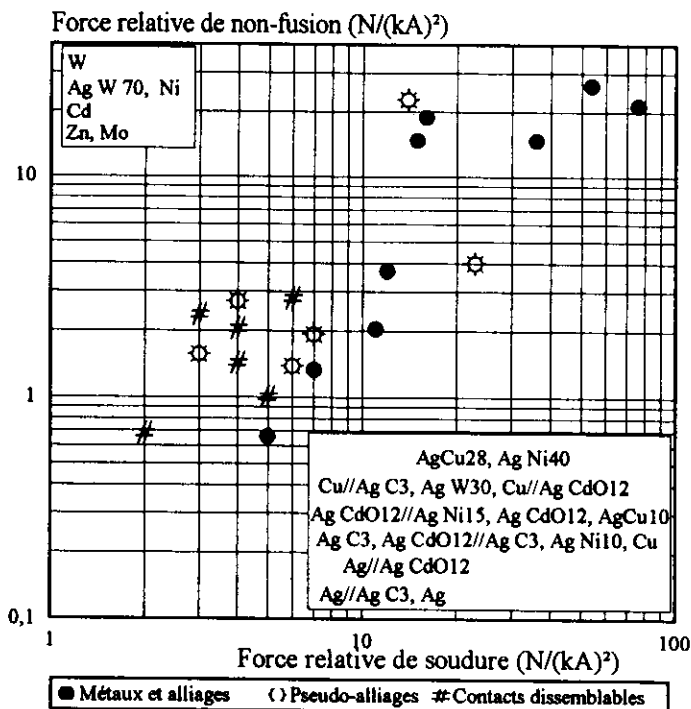 Force relative de non-fusion (N/(kA)²)
W
Ag W 70, Ni
Cd
Zn, Mo
10
1
0,1
AgCu28, Ag Ni40
Cu//Ag C3, Ag W30, Cu//Ag CdO12
Ag CdO12//Ag Ni15, Ag CdO12, AgCu10
Ag C3, Ag CdO12//Ag C3, Ag Ni10, Cu
Ag//Ag CdO12
Ag//Ag C3, Ag
1 10 100
Force relative de soudure (N/(kA)²)
Métaux et alliages Pseudo-alliages Contacts dissemblables